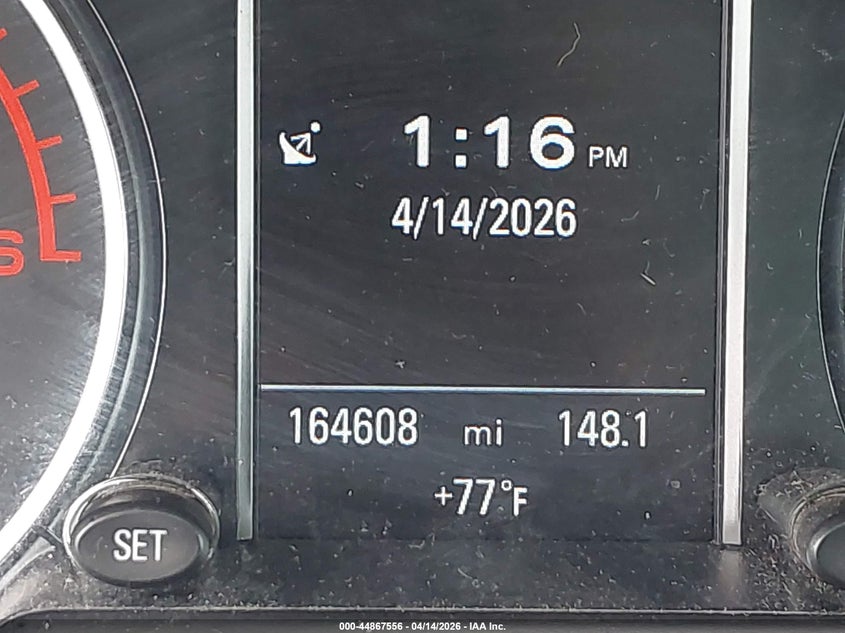 1:16 PM
4/14/2026
164608 mi 148.1
+77°F
SET
S
000-44867556 - 04/14/2026 - IAA Inc.